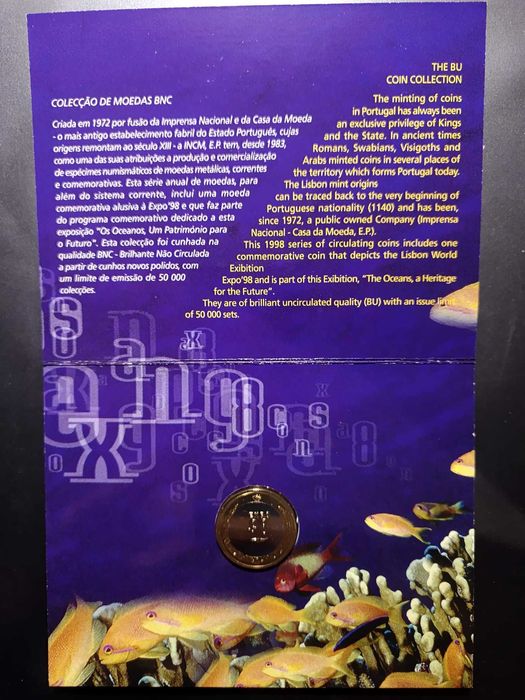 COLECÇÃO DE MOEDAS BNC
Criada em 1972 por fusão da Imprensa Nacional e da Casa da Moeda
- o mais antigo estabelecimento fabril do Estado Português, cujas
origens remontam ao século XIII - a INCM, E.P. tem, desde 1983,
como uma das suas atribuições a produção e comercialização
de espécimes numismáticos de moedas metálicas, correntes
e comemorativas. Esta série anual de moedas, para
além do sistema corrente, inclui uma moeda
comemorativa alusiva à Expo'98 e que faz parte
do programa comemorativo dedicado a esta
exposição "Os Oceanos, Um Património para
o Futuro". Esta colecção foi cunhada na
qualidade BNC - Brilhante Não Circulada
a partir de cunhos novos polidos, com
um limite de emissão de 50 000
colecções.
THE BU
COIN COLLECTION
The minting of coins
in Portugal has always been
an exclusive privilege of Kings
and the State. In ancient times
Romans, Swabians, Visigoths and
Arabs minted coins in several places of
the territory which forms Portugal today.
The Lisbon mint origins
can be traced back to the very beginning of
Portuguese nationality (1140) and has been,
since 1972, a public owned Company (Imprensa
Nacional - Casa da Moeda, E.P.).
This 1998 series of circulating coins includes one
commemorative coin that depicts the Lisbon World
Exibition
Expo'98 and is part of this Exibition, "The Oceans, a Heritage
for the Future".
They are of brilliant uncirculated quality (BU) with an issue limit
of 50 000 sets.